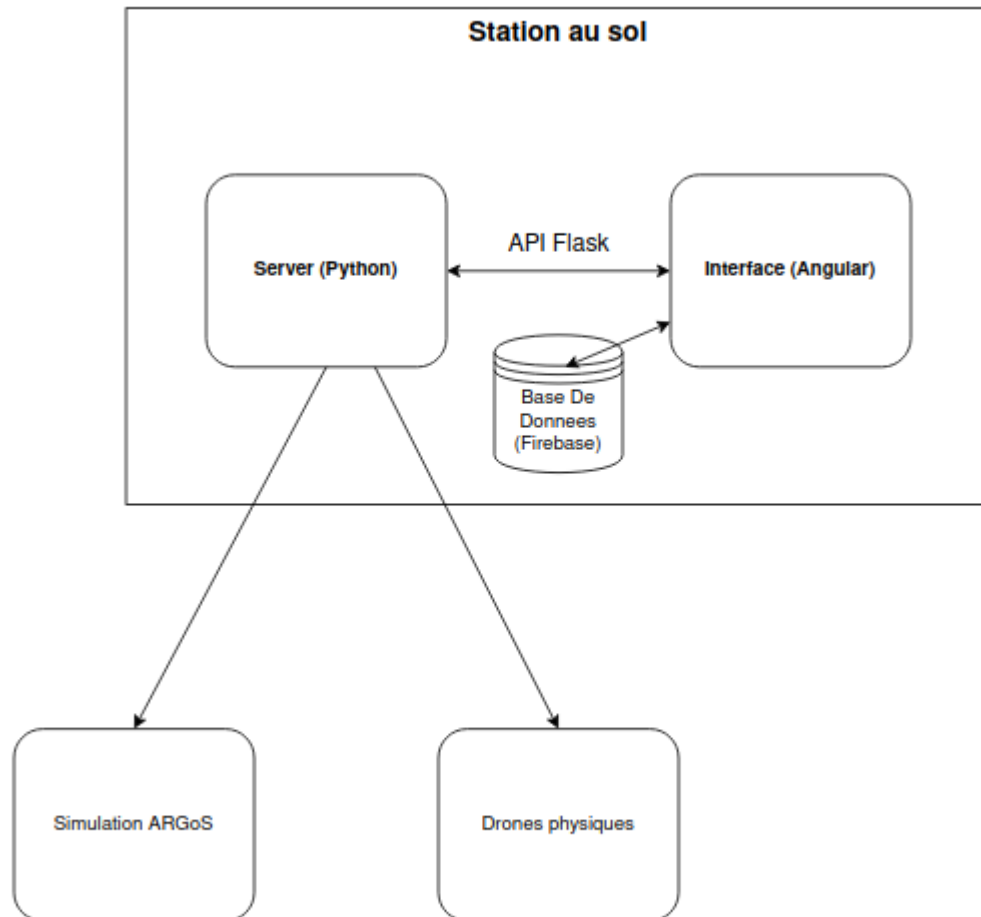 Station au sol
API Flask
Server (Python)
Interface (Angular)
Base De
Donnees
(Firebase)
Simulation ARGoS
Drones physiques